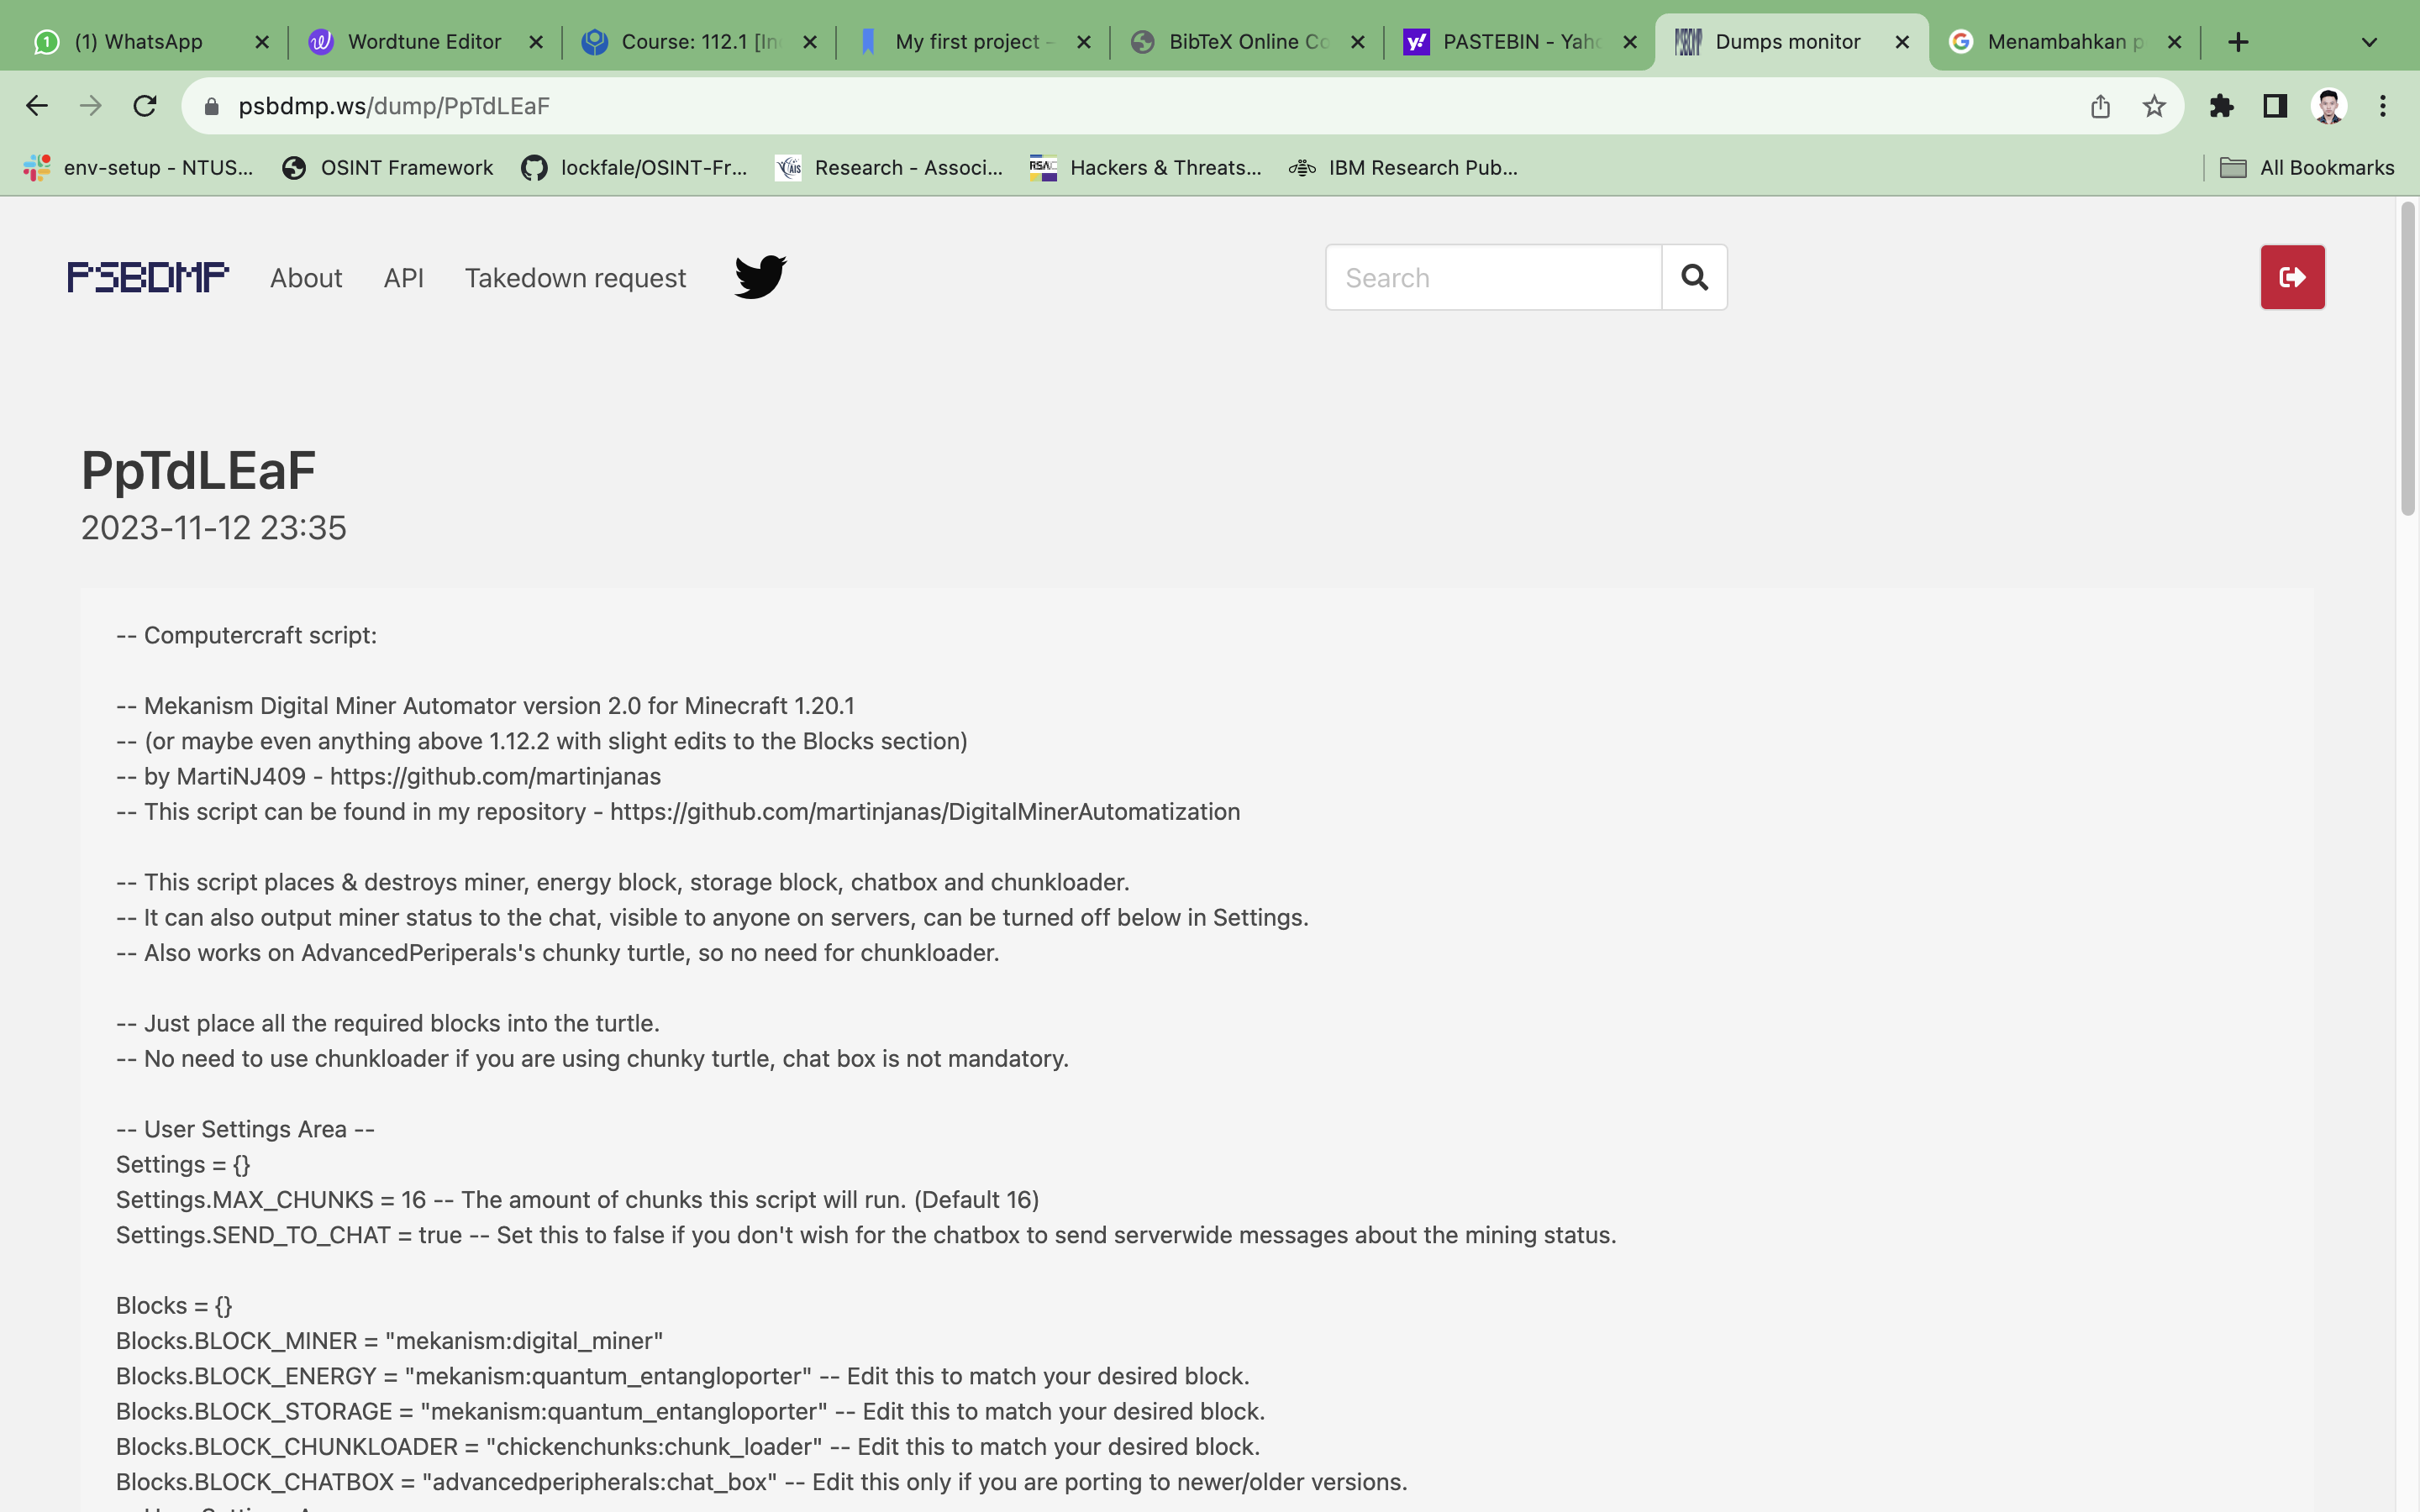 (1) WhatsApp
Wordtune Editor
Course: 112.1 [In
My first project -
BibTeX Online Co
PASTEBIN - Yaho
Dumps monitor
Menambahkan p
psbdmp.ws/dump/PpTdLEaF
env-setup - NTUS...
OSINT Framework
lockfale/OSINT-Fr...
Research - Associ...
Hackers & Threats...
IBM Research Pub...
All Bookmarks
PSBDMP
About
API
Takedown request
Search
PpTdLEaF
2023-11-12 23:35
-- Computercraft script:
-- Mekanism Digital Miner Automator version 2.0 for Minecraft 1.20.1
-- (or maybe even anything above 1.12.2 with slight edits to the Blocks section)
-- by MartiNJ409 - https://github.com/martinjanas
-- This script can be found in my repository - https://github.com/martinjanas/DigitalMinerAutomatization
-- This script places & destroys miner, energy block, storage block, chatbox and chunkloader.
-- It can also output miner status to the chat, visible to anyone on servers, can be turned off below in Settings.
-- Also works on AdvancedPeriperals's chunky turtle, so no need for chunkloader.
-- Just place all the required blocks into the turtle.
-- No need to use chunkloader if you are using chunky turtle, chat box is not mandatory.
-- User Settings Area --
Settings = {}
Settings.MAX_CHUNKS = 16 -- The amount of chunks this script will run. (Default 16)
Settings.SEND_TO_CHAT = true -- Set this to false if you don't wish for the chatbox to send serverwide messages about the mining status.
Blocks = {}
Blocks.BLOCK_MINER = "mekanism:digital_miner"
Blocks.BLOCK_ENERGY = "mekanism:quantum_entangloporter" -- Edit this to match your desired block.
Blocks.BLOCK_STORAGE = "mekanism:quantum_entangloporter" -- Edit this to match your desired block.
Blocks.BLOCK_CHUNKLOADER = "chickenchunks:chunk_loader" -- Edit this to match your desired block.
Blocks.BLOCK_CHATBOX = "advancedperipherals:chat_box" -- Edit this only if you are porting to newer/older versions.